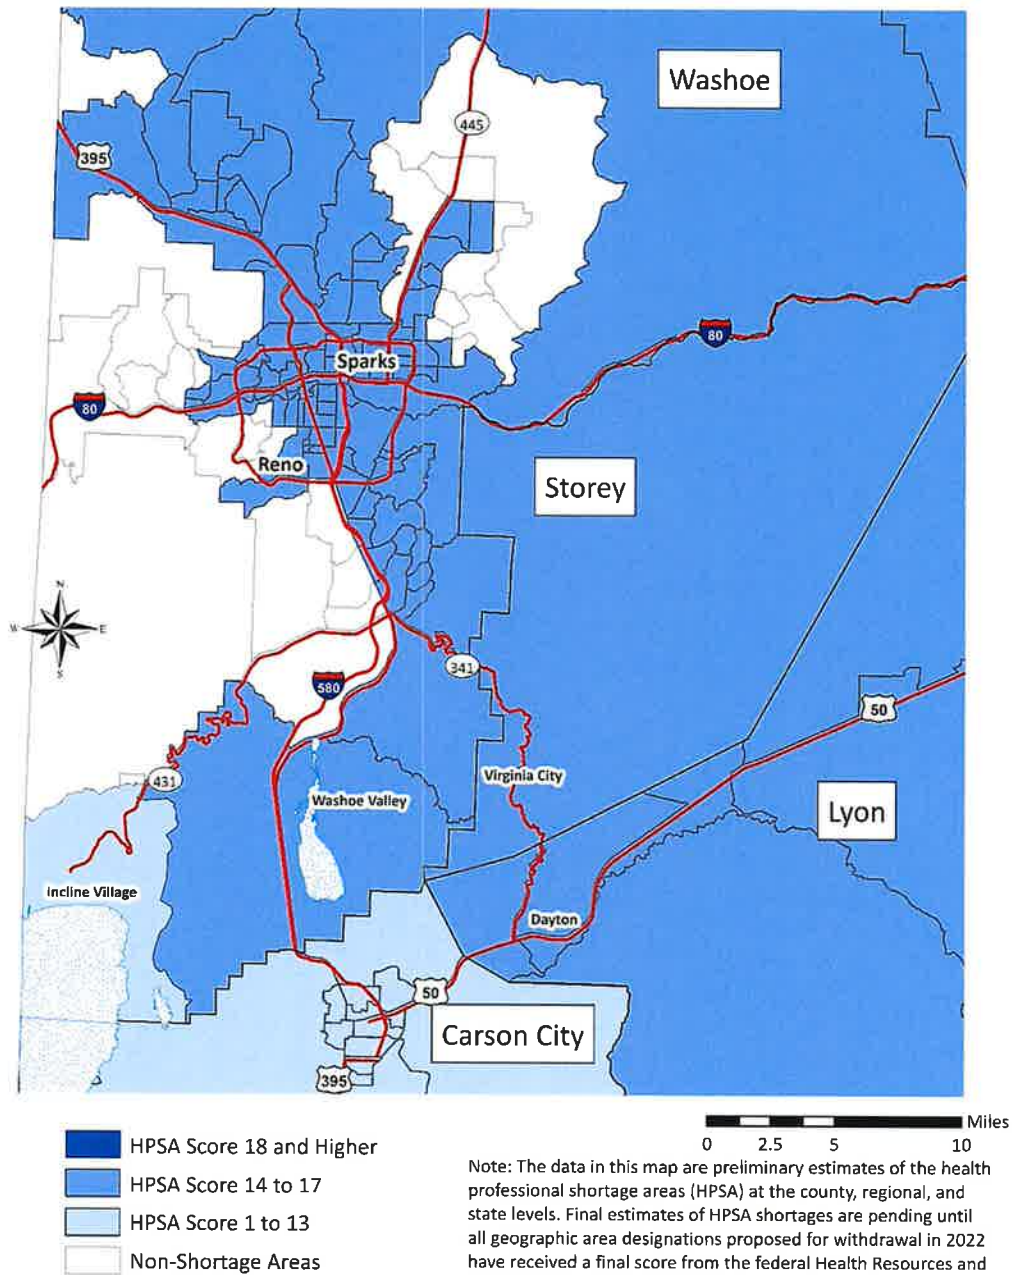 Washoe
445
395
80
Sparks
80
Reno
Storey
N
W E
S
341
580
50
Virginia City
431
Washoe Valley
Lyon
Incline Village
Dayton
50
Carson City
395
HPSA Score 18 and Higher
HPSA Score 14 to 17
HPSA Score 1 to 13
Non-Shortage Areas
Miles
0 2.5 5 10
Note: The data in this map are preliminary estimates of the health
professional shortage areas (HPSA) at the county, regional, and
state levels. Final estimates of HPSA shortages are pending until
all geographic area designations proposed for withdrawal in 2022
have received a final score from the federal Health Resources and